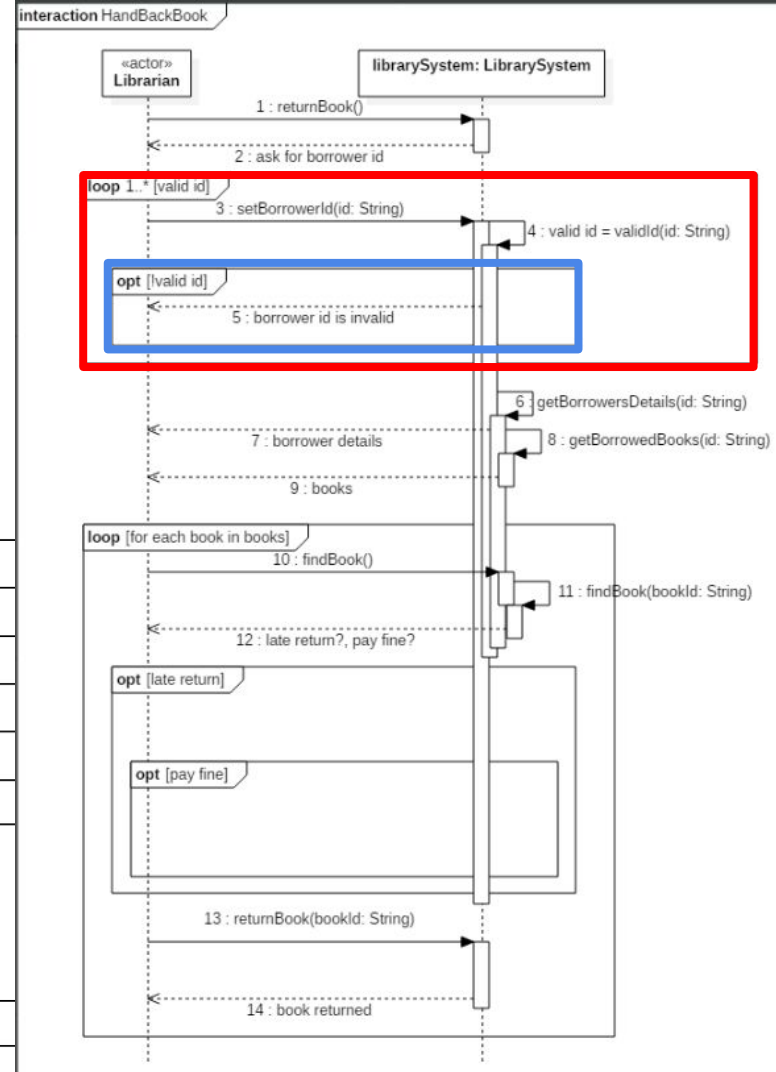 interaction HandBackBook
«actor»
Librarian
librarySystem: LibrarySystem
1 : returnBook()
2 : ask for borrower id
loop 1..* [valid id]
3 : setBorrowerId(id: String)
4 : valid id = validId(id: String)
opt [!valid id]
5 : borrower id is invalid
6 : getBorrowersDetails(id: String)
7 : borrower details
8 : getBorrowedBooks(id: String)
9 : books
loop [for each book in books]
10 : findBook()
11 : findBook(bookId: String)
12 : late return?, pay fine?
opt [late return]
opt [pay fine]
13 : returnBook(bookId: String)
14 : book returned